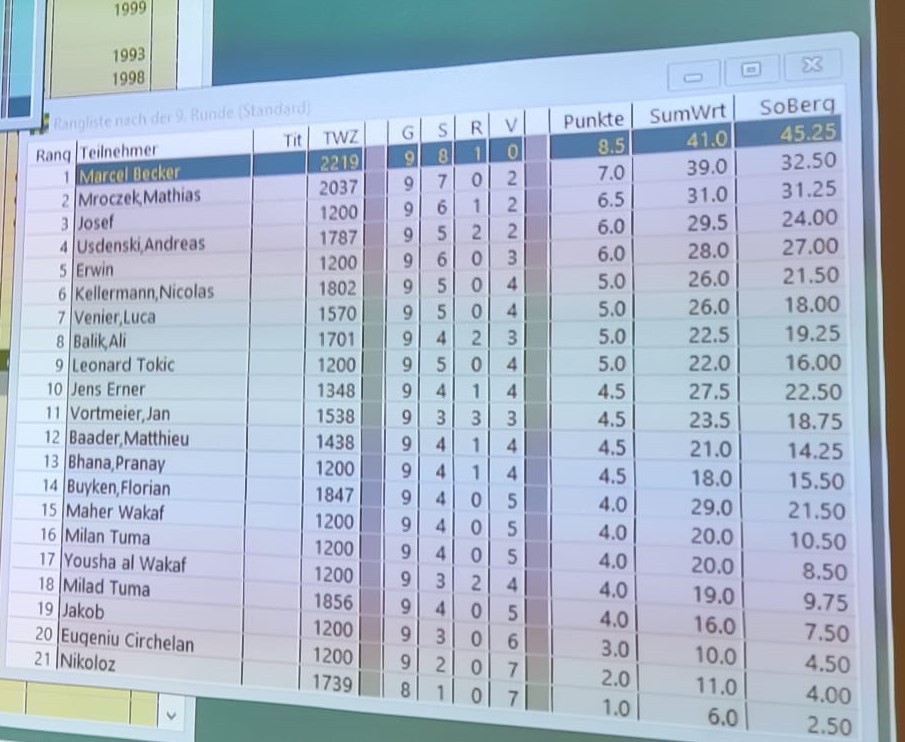 1999
1993
1998
Rangliste nach der 9. Runde (Standard)
Rang Teilnehmer Tit TWZ G S R V Punkte SumWrt SoBerg
1 Marcel Becker 2219 9 8 1 0 8.5 41.0 45.25
2 Mroczek,Mathias 2037 9 7 0 2 7.0 39.0 32.50
3 Josef 1200 9 6 1 2 6.5 31.0 31.25
4 Usdenski,Andreas 1787 9 5 2 2 6.0 29.5 24.00
5 Erwin 1200 9 6 0 3 6.0 28.0 27.00
6 Kellermann,Nicolas 1802 9 5 0 4 5.0 26.0 21.50
7 Venier,Luca 1570 9 5 0 4 5.0 26.0 18.00
8 Balik,Ali 1701 9 4 2 3 5.0 22.5 19.25
9 Leonard Tokic 1200 9 5 0 4 5.0 22.0 16.00
10 Jens Erner 1348 9 4 1 4 4.5 27.5 22.50
11 Vortmeier,Jan 1538 9 3 3 3 4.5 23.5 18.75
12 Baader,Matthieu 1438 9 4 1 4 4.5 21.0 14.25
13 Bhana,Pranay 1200 9 4 1 4 4.5 18.0 15.50
14 Buyken,Florian 1847 9 4 0 5 4.0 29.0 21.50
15 Maher Wakaf 1200 9 4 0 5 4.0 20.0 10.50
16 Milan Tuma 1200 9 4 0 5 4.0 20.0 8.50
17 Yousha al Wakaf 1200 9 3 2 4 4.0 19.0 9.75
18 Milad Tuma 1856 9 4 0 5 4.0 16.0 7.50
19 Jakob 1200 9 3 0 6 3.0 10.0 4.50
20 Eugeniu Circhelan 1200 9 2 0 7 2.0 11.0 4.00
21 Nikoloz 1739 8 1 0 7 1.0 6.0 2.50